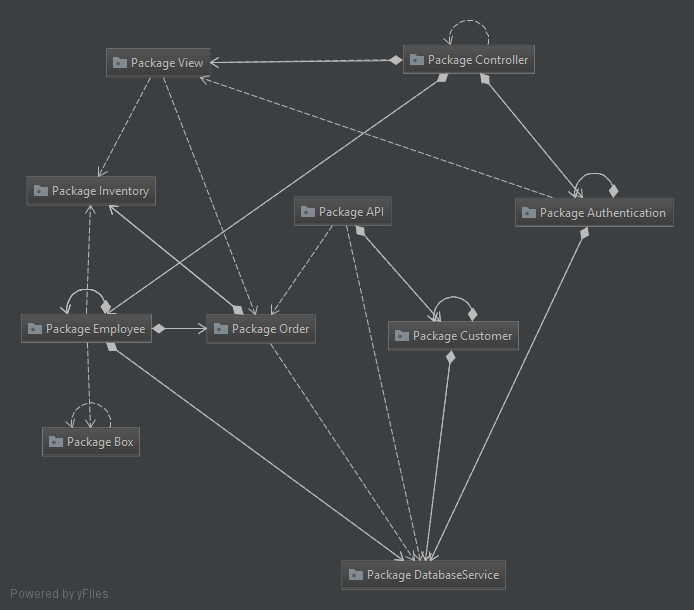 Package View
Package Controller
Package Inventory
Package API
Package Authentication
Package Employee
Package Order
Package Customer
Package Box
Package DatabaseService
Powered by yFiles